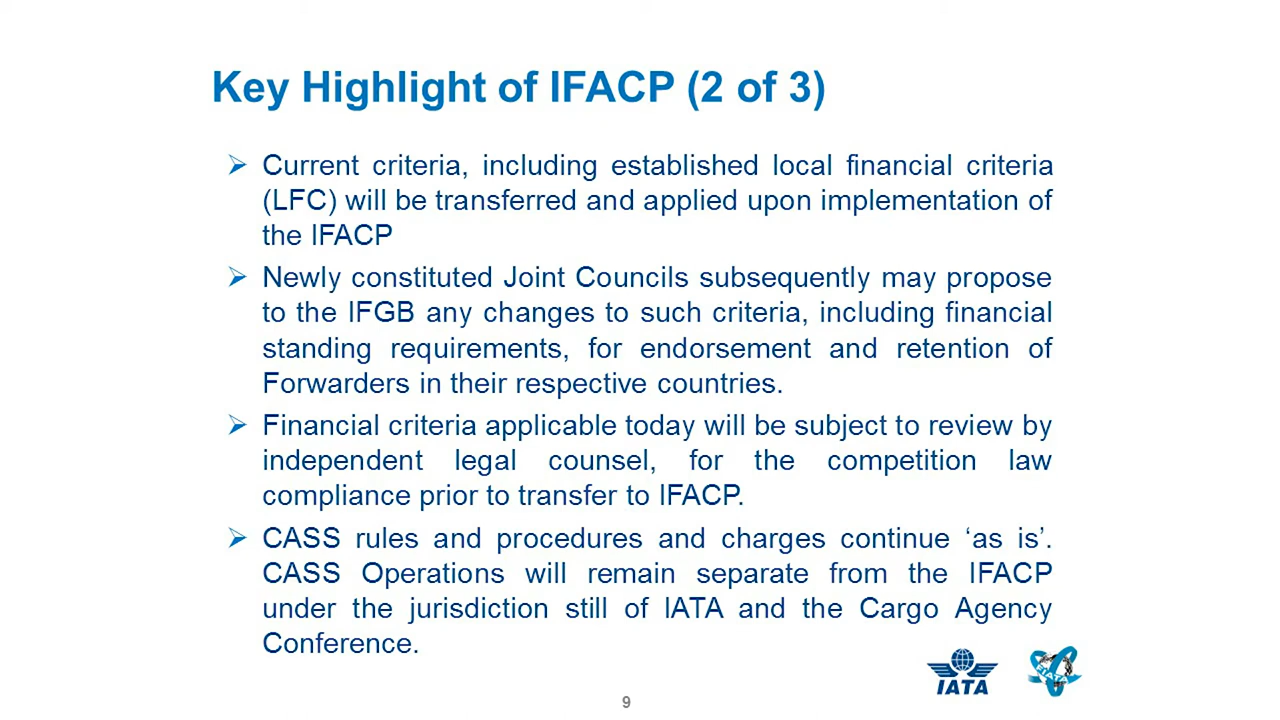 Key Highlight of IFACP (2 of 3)
➢ Current criteria, including established local financial criteria
(LFC) will be transferred and applied upon implementation of
the IFACP
➢ Newly constituted Joint Councils subsequently may propose
to the IFGB any changes to such criteria, including financial
standing requirements, for endorsement and retention of
Forwarders in their respective countries.
➢ Financial criteria applicable today will be subject to review by
independent legal counsel, for the competition law
compliance prior to transfer to IFACP.
➢ CASS rules and procedures and charges continue ‘as is’.
CASS Operations will remain separate from the IFACP
under the jurisdiction still of IATA and the Cargo Agency
Conference.
IATA
FIATA
9